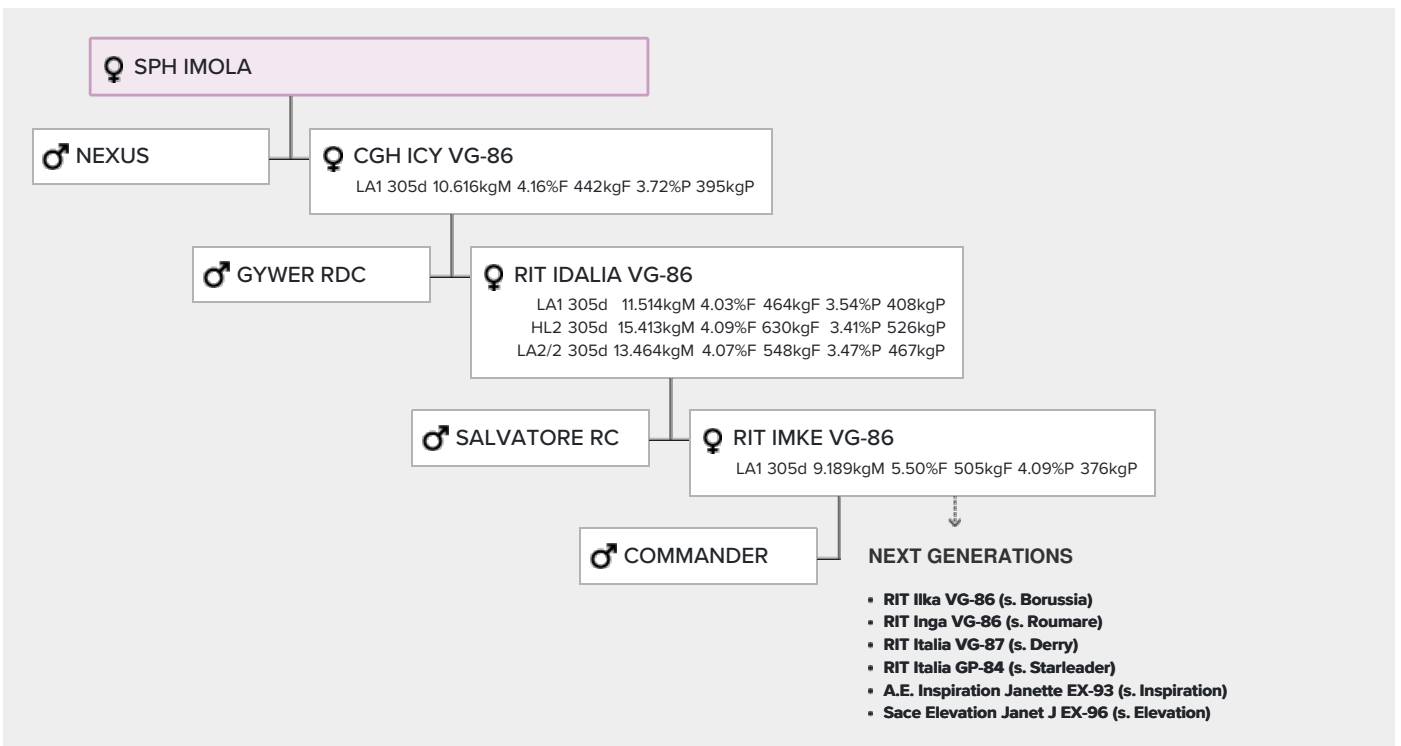 SPH IMOLA
NEXUS
CGH ICY VG-86
LA1 305d 10.616kgM 4.16%F 442kgF 3.72%P 395kgP
GYWER RDC
RIT IDALIA VG-86
LA1 305d 11.514kgM 4.03%F 464kgF 3.54%P 408kgP
HL2 305d 15.413kgM 4.09%F 630kgF 3.41%P 526kgP
LA2/2 305d 13.464kgM 4.07%F 548kgF 3.47%P 467kgP
SALVATORE RC
RIT IMKE VG-86
LA1 305d 9.189kgM 5.50%F 505kgF 4.09%P 376kgP
COMMANDER
NEXT GENERATIONS
• RIT Ilka VG-86 (s. Borussia)
• RIT Inga VG-86 (s. Roumare)
• RIT Italia VG-87 (s. Derry)
• RIT Italia GP-84 (s. Starleader)
• A.E. Inspiration Janette EX-93 (s. Inspiration)
• Sace Elevation Janet J EX-96 (s. Elevation)